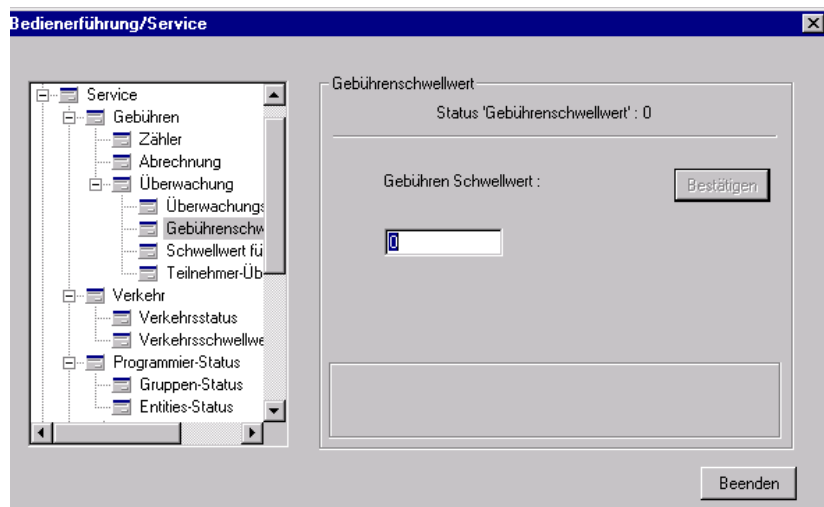 Bedienerführung/Service
Service
Gebühren
Zähler
Abrechnung
Überwachung
Überwachungs
Gebührenschw
Schwellwert fü
Teilnehmer-Üb
Verkehr
Verkehrsstatus
Verkehrsschwellwe
Programmier-Status
Gruppen-Status
Entities-Status
Gebührenschwellwert
Status 'Gebührenschwellwert' : 0
Gebühren Schwellwert :
Bestätigen
0
Beenden